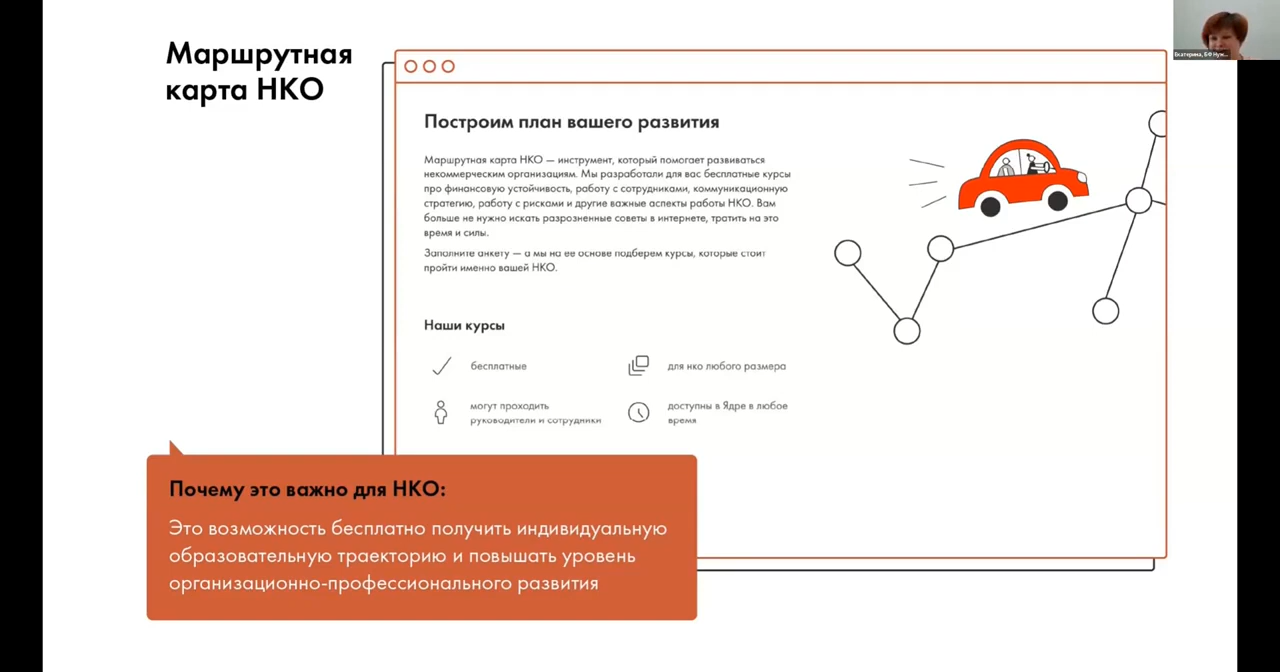 Маршрутная
карта НКО
Екатерина, БФ Нуж...
Построим план вашего развития
Маршрутная карта НКО — инструмент, который помогает развиваться
некоммерческим организациям. Мы разработали для вас бесплатные курсы
про финансовую устойчивость, работу с сотрудниками, коммуникационную
стратегию, работу с рисками и другие важные аспекты работы НКО. Вам
больше не нужно искать разрозненные советы в интернете, тратить на это
время и силы.
Заполните анкету — а мы на ее основе подберем курсы, которые стоит
пройти именно вашей НКО.
Наши курсы
бесплатные
для нко любого размера
могут проходить
руководители и сотрудники
доступны в Ядре в любое
время
Почему это важно для НКО:
Это возможность бесплатно получить индивидуальную
образовательную траекторию и повышать уровень
организационно-профессионального развития